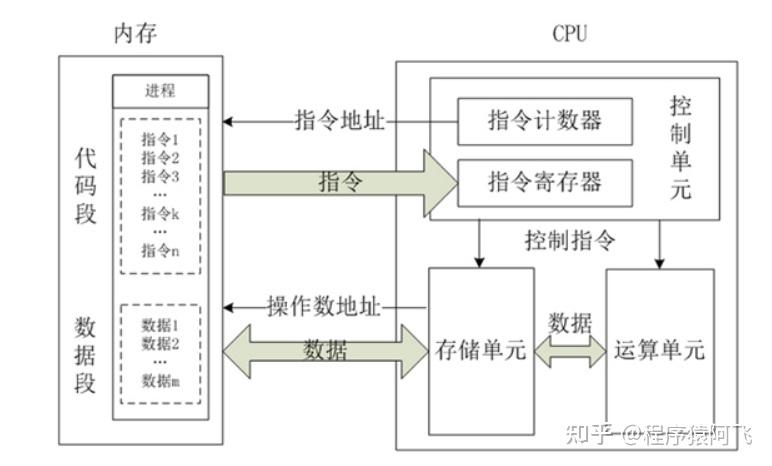 内存
CPU
进程
代码段
指令1
指令2
指令3
...
指令k
...
指令n
数据段
数据1
数据2
...
数据m
指令地址
指令
操作数地址
数据
指令计数器
指令寄存器
控制单元
控制指令
存储单元
数据
运算单元
知乎 @程序猿阿飞